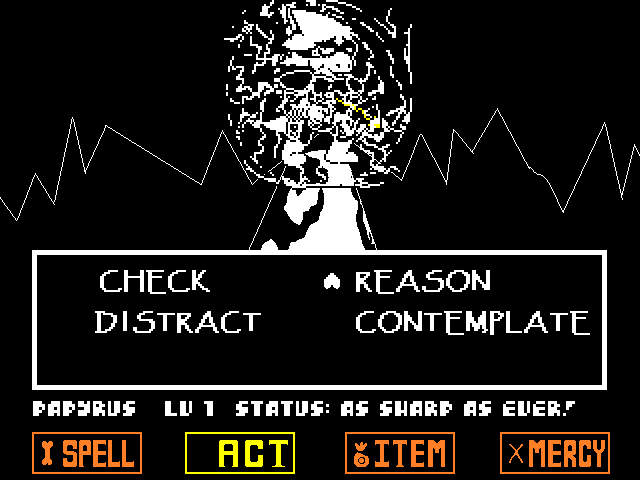 CHECK REASON
DISTRACT CONTEMPLATE
PAPYRUS LV 1 STATUS: AS SHARP AS EVER!
SPELL ACT ITEM MERCY